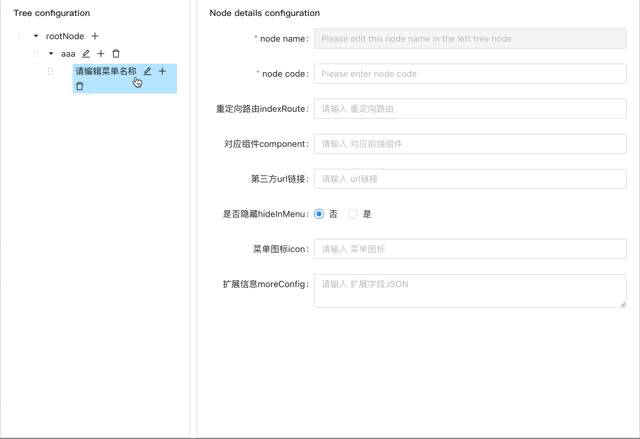 Tree configuration
rootNode
aaa
请编辑菜单名称
Node details configuration
* node name: Please edit this node name in the left tree node
* node code: Please enter node code
重定向路由indexRoute: 请输入 重定向路由
对应组件component: 请输入 对应前端组件
第三方url链接: 请输入 url链接
是否隐藏hideInMenu: 否 是
菜单图标icon: 请输入 菜单图标
扩展信息moreConfig: 请输入 扩展字段JSON